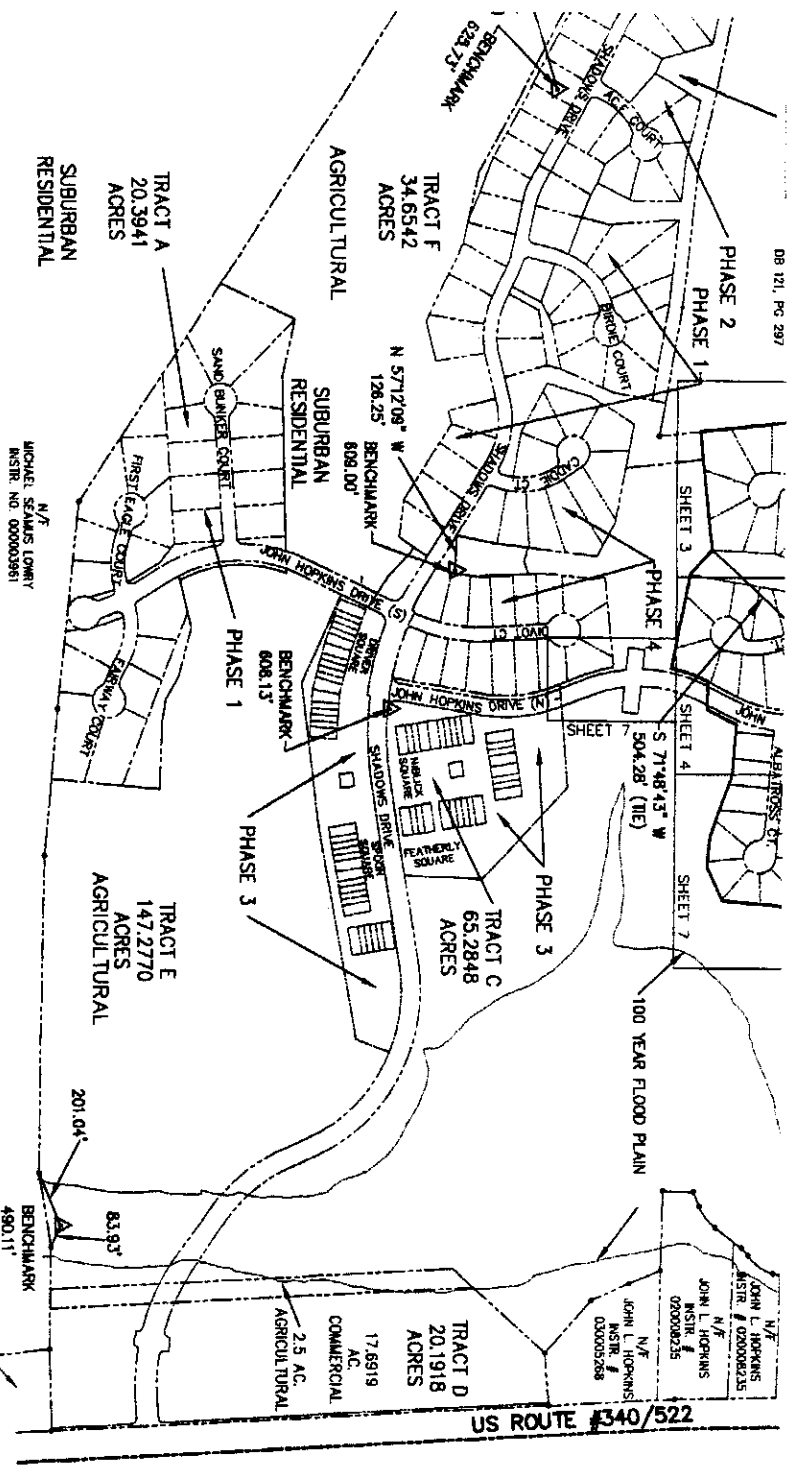 DB 121, PG 297
PHASE 2
PHASE 1
SHADOWS DRIVE
ACE COURT
BENCHMARK
625.73'
BIRDIE COURT
TRACT F
34.6542
ACRES
AGRICULTURAL
TRACT A
20.3941
ACRES
SUBURBAN
RESIDENTIAL
N 57°12'09" W
126.25'
BENCHMARK
609.00'
SHADOWS DRIVE
CADDIE CT.
PHASE 4
SHEET 3
SHEET 4
SHEET 7
SHEET 7
S 71°48'43" W
504.28' (TIE)
JOHN
ALBATROSS CT.
DIVOT CT
JOHN HOPKINS DRIVE (N)
JOHN HOPKINS DRIVE (S)
SUBURBAN
RESIDENTIAL
SAND BUNKER COURT
FIRST EAGLE COURT
FAIRWAY COURT
PHASE 1
BENCHMARK
608.13'
DRIVER
SQUARE
NIBLICK
SQUARE
FEATHERLY
SQUARE
SHADOWS DRIVE
SPOON
SQUARE
PHASE 3
PHASE 3
TRACT C
65.2848
ACRES
100 YEAR FLOOD PLAIN
TRACT E
147.2770
ACRES
AGRICULTURAL
N/F
MICHAEL SEAMUS LOWRY
INSTR. NO. 000003961
201.04'
83.93'
BENCHMARK
490.11'
N/F
JOHN L. HOPKINS
INSTR. # 020008235
N/F
JOHN L. HOPKINS
INSTR. #
020008235
N/F
JOHN L. HOPKINS
INSTR. #
030005268
TRACT D
20.1918
ACRES
17.6919
AC.
COMMERCIAL
2.5 AC.
AGRICULTURAL
US ROUTE #340/522